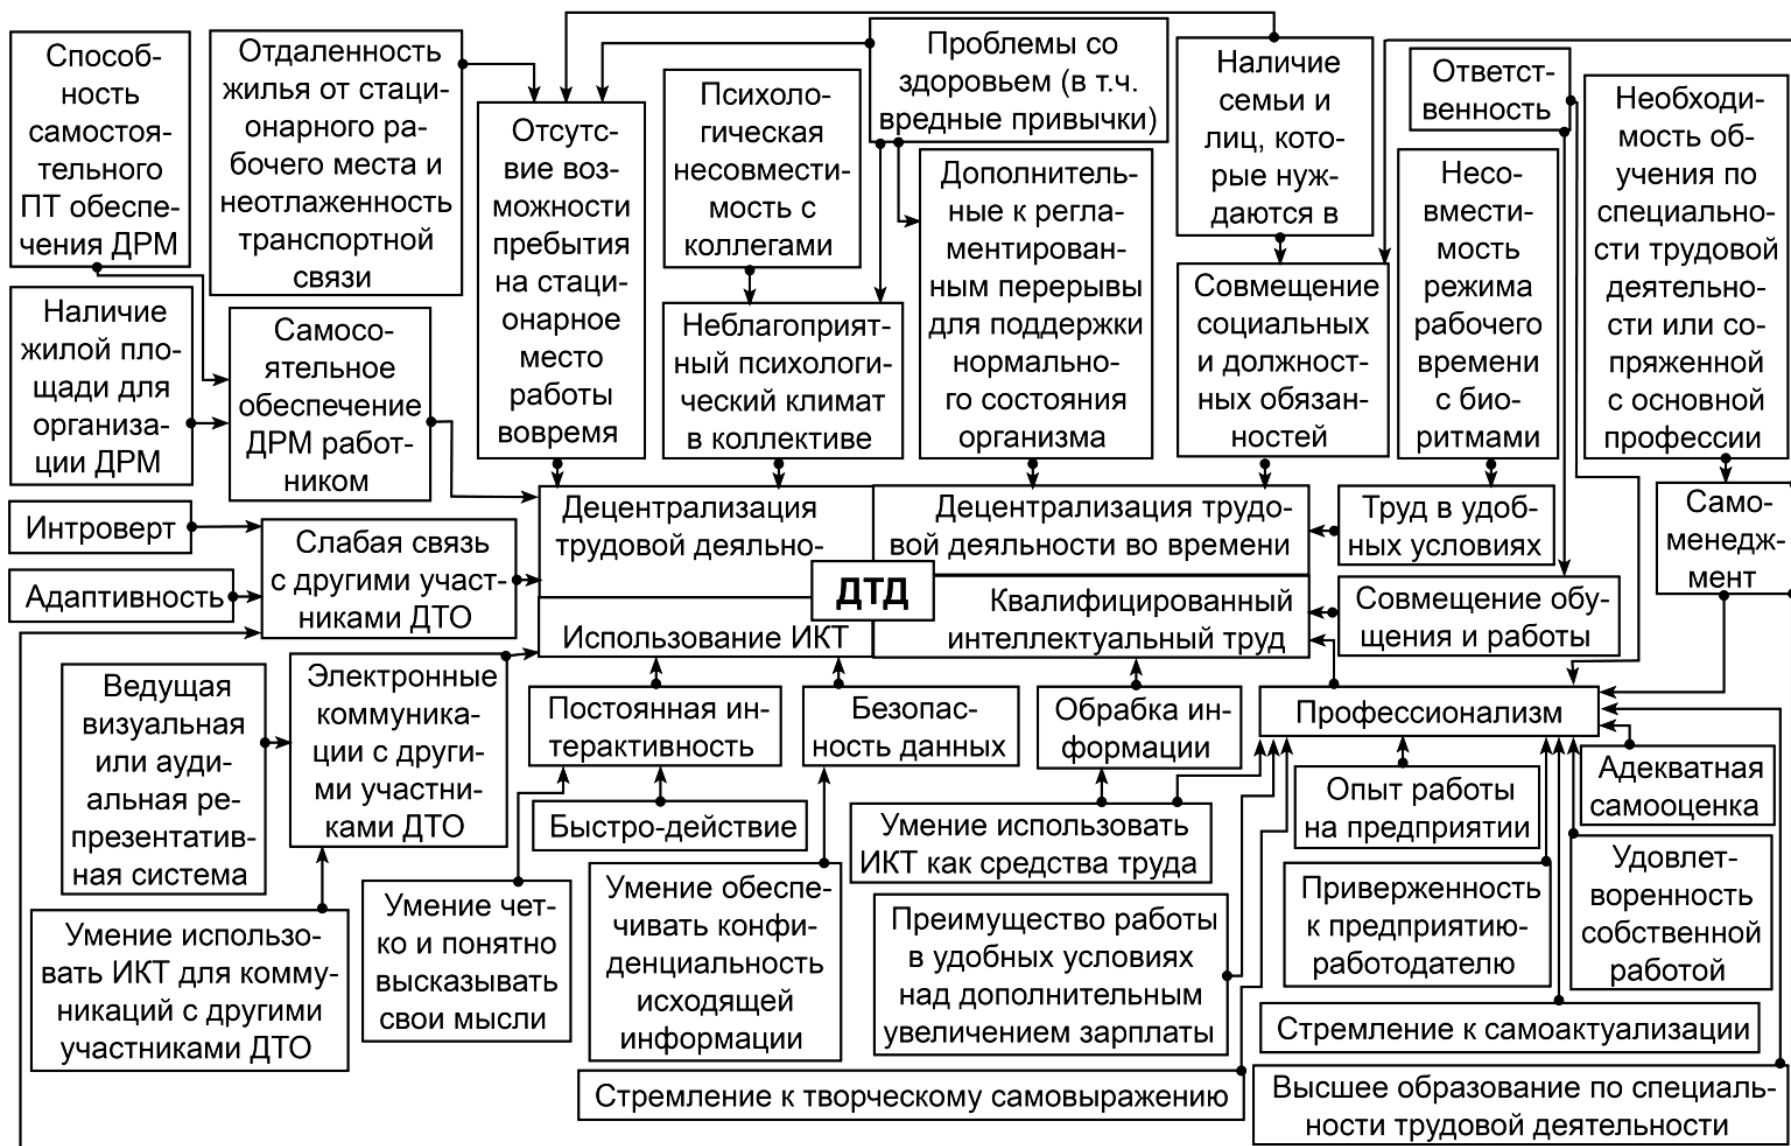 Способ-
ность
самостоя-
тельного
ПТ обеспе-
чения ДРМ
Отдаленность
жилья от стаци-
онарного ра-
бочего места и
неотлаженность
транспортной
связи
Отсутс-
вие воз-
можности
пребытия
на стаци-
онарное
место
работы
вовремя
Психоло-
гическая
несовмести-
мость с
коллегами
Проблемы со
здоровьем (в т.ч.
вредные привычки)
Дополнитель-
ные к регла-
ментирован-
ным перерывы
для поддержки
нормально-
го состояния
организма
Наличие
семьи и
лиц, кото-
рые нуж-
даются в
Ответст-
венность
Несо-
вмести-
мость
режима
рабочего
времени
с био-
ритмами
Необходи-
мость об-
учения по
специально-
сти трудовой
деятельно-
сти или со-
пряженной
с основной
профессии
Наличие
жилой пло-
щади для
организа-
ции ДРМ
Самосо-
ятельное
обеспечение
ДРМ работ-
ником
Неблагоприят-
ный психологи-
ческий климат
в коллективе
Совмещение
социальных
и должност-
ных обязан-
ностей
Интроверт
Адаптивность
Слабая связь
с другими участ-
никами ДТО
Децентрализация
трудовой деяльно-
Децентрализация трудо-
вой деяльности во времени
ДТД
Использование ИКТ
Квалифицированный
интеллектуальный труд
Труд в удоб-
ных условиях
Само-
менедж-
мент
Совмещение обу-
щения и работы
Ведущая
визуальная
или ауди-
альная ре-
презентатив-
ная система
Электронные
коммуника-
ции с други-
ми участни-
ками ДТО
Постоянная ин-
терактивность
Безопас-
ность данных
Обрабка ин-
формации
Профессионализм
Быстро-действие
Умение использовать
ИКТ как средства труда
Опыт работы
на предприятии
Адекватная
самооценка
Умение использо-
вать ИКТ для комму-
никаций с другими
участниками ДТО
Умение чет-
ко и понятно
высказывать
свои мысли
Умение обеспе-
чивать конфи-
денциальность
исходящей
информации
Преимущество работы
в удобных условиях
над дополнительным
увеличением зарплаты
Приверженность
к предприятию-
работодателю
Удовлет-
воренность
собственной
работой
Стремление к самоактуализации
Стремление к творческому самовыражению
Высшее образование по специаль-
ности трудовой деятельности